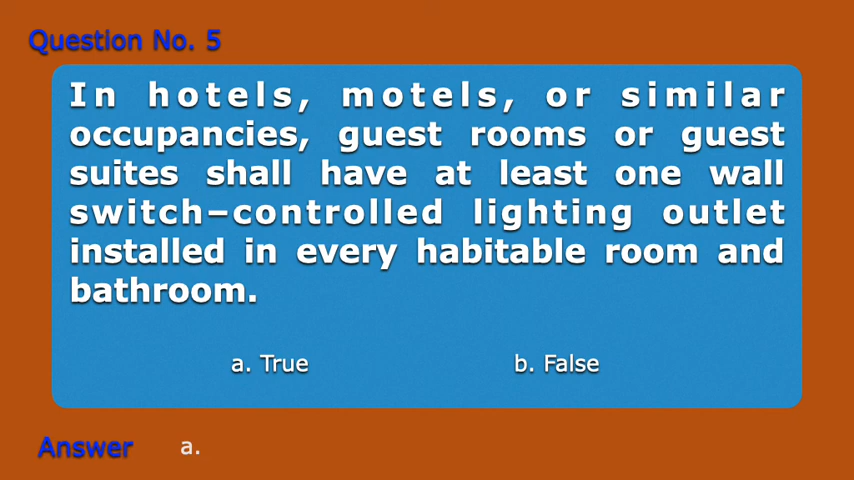 Question No. 5
In hotels, motels, or similar
occupancies, guest rooms or guest
suites shall have at least one wall
switch–controlled lighting outlet
installed in every habitable room and
bathroom.
a. True b. False
Answer a.